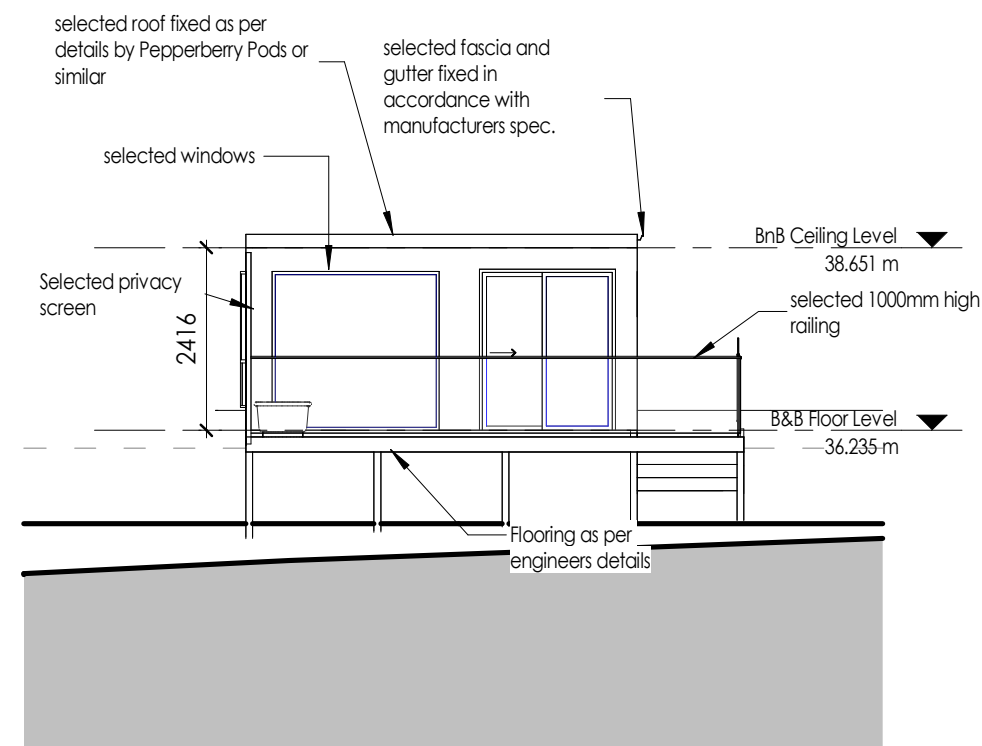 selected roof fixed as per
details by Pepperberry Pods or
similar
selected fascia and
gutter fixed in
accordance with
manufacturers spec.
selected windows
BnB Ceiling Level
38.651 m
Selected privacy
screen
selected 1000mm high
railing
2416
B&B Floor Level
36.235 m
Flooring as per
engineers details